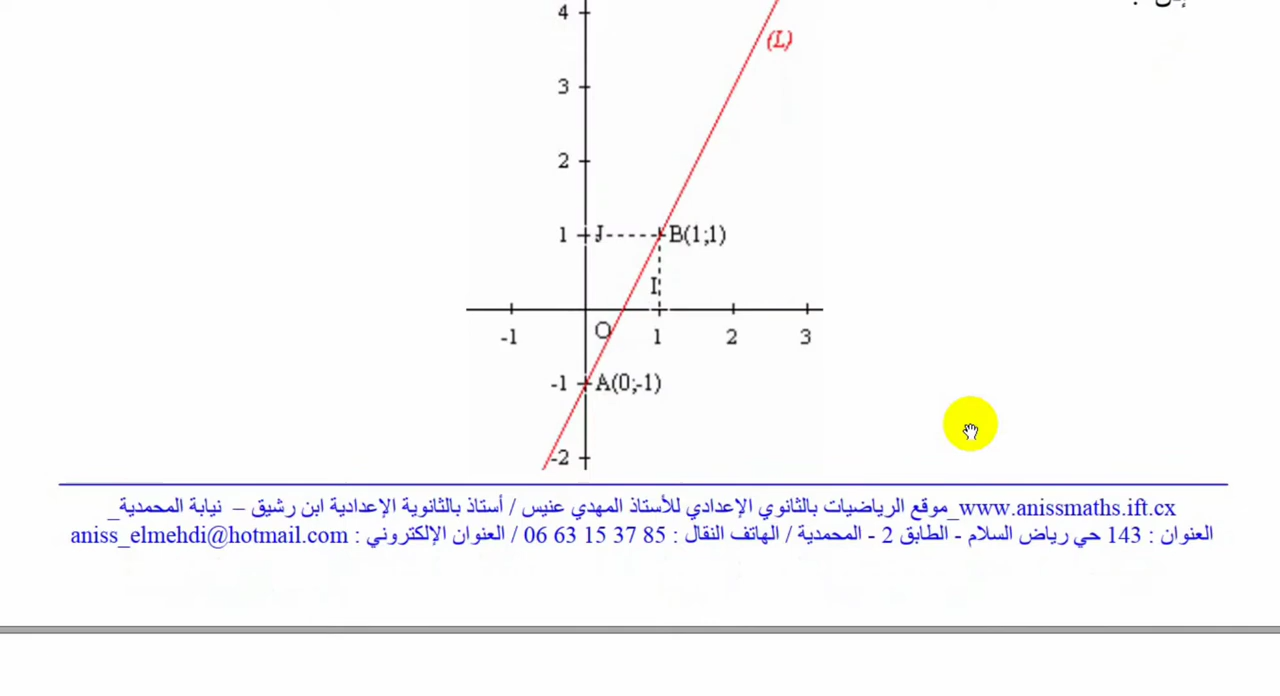 4
(L)
3
2
1 J B(1;1)
I
O
-1 1 2 3
-1 A(0;-1)
-2
www.anissmaths.ift.cx_موقع الرياضيات بالثانوي الإعدادي للأستاذ المهدي عنيس / أستاذ بالثانوية الإعدادية ابن رشيق – نيابة المحمدية_
العنوان : 143 حي رياض السلام - الطابق 2 - المحمدية / الهاتف النقال : 85 37 15 63 06 / العنوان الإلكتروني : aniss_elmehdi@hotmail.com